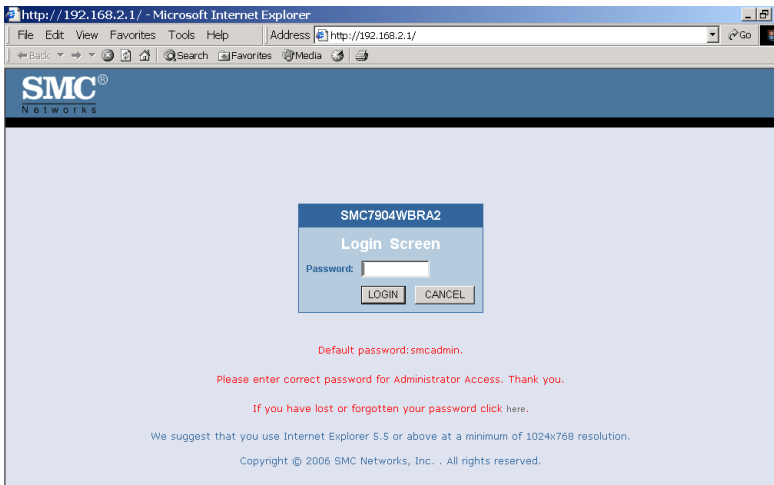 http://192.168.2.1/ - Microsoft Internet Explorer
File Edit View Favorites Tools Help Address http://192.168.2.1/ Go
Back Search Favorites Media
SMC®
Networks
SMC7904WBRA2
Login Screen
Password:
LOGIN CANCEL
Default password:smcadmin.
Please enter correct password for Administrator Access. Thank you.
If you have lost or forgotten your password click here.
We suggest that you use Internet Explorer 5.5 or above at a minimum of 1024x768 resolution.
Copyright © 2006 SMC Networks, Inc. . All rights reserved.